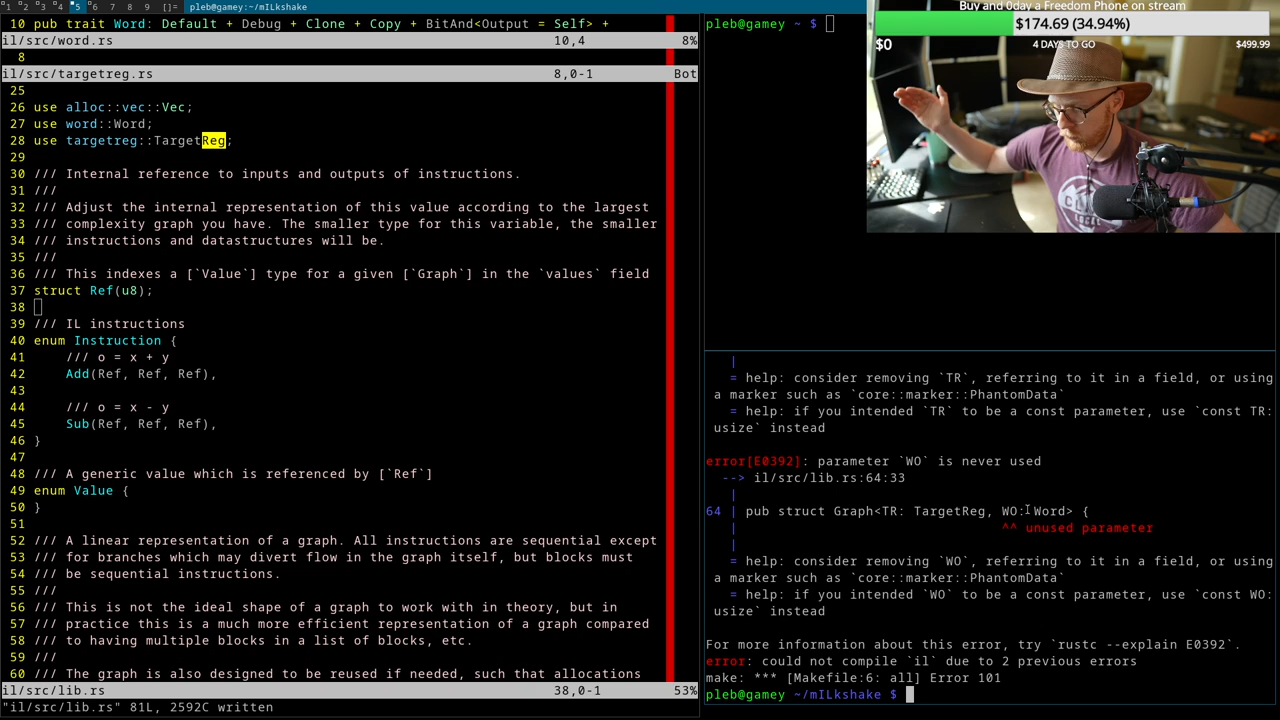 1 2 3 4 5 6 7 8 9 []= pleb@gamey:~/mILkshake
10 pub trait Word: Default + Debug + Clone + Copy + BitAnd<Output = Self> +
il/src/word.rs 10,4 8%
8
il/src/targetreg.rs 8,0-1 Bot
25
26 use alloc::vec::Vec;
27 use word::Word;
28 use targetreg::TargetReg;
29
30 /// Internal reference to inputs and outputs of instructions.
31 ///
32 /// Adjust the internal representation of this value according to the largest
33 /// complexity graph you have. The smaller type for this variable, the smaller
34 /// instructions and datastructures will be.
35 ///
36 /// This indexes a [`Value`] type for a given [`Graph`] in the `values` field
37 struct Ref(u8);
38
39 /// IL instructions
40 enum Instruction {
41 /// o = x + y
42 Add(Ref, Ref, Ref),
43
44 /// o = x - y
45 Sub(Ref, Ref, Ref),
46 }
47
48 /// A generic value which is referenced by [`Ref`]
49 enum Value {
50 }
51
52 /// A linear representation of a graph. All instructions are sequential except
53 /// for branches which may divert flow in the graph itself, but blocks must
54 /// be sequential instructions.
55 ///
56 /// This is not the ideal shape of a graph to work with in theory, but in
57 /// practice this is a much more efficient representation of a graph compared
58 /// to having multiple blocks in a list of blocks, etc.
59 ///
60 /// The graph is also designed to be reused if needed, such that allocations
il/src/lib.rs 38,0-1 53%
"il/src/lib.rs" 81L, 2592C written
pleb@gamey ~ $
Buy and 0day a Freedom Phone on stream
$174.69 (34.94%)
$0 4 DAYS TO GO $499.99
|
= help: consider removing `TR`, referring to it in a field, or using
a marker such as `core::marker::PhantomData`
= help: if you intended `TR` to be a const parameter, use `const TR:
usize` instead
error[E0392]: parameter `WO` is never used
--> il/src/lib.rs:64:33
|
64 | pub struct Graph<TR: TargetReg, WO: Word> {
| ^^ unused parameter
|
= help: consider removing `WO`, referring to it in a field, or using
a marker such as `core::marker::PhantomData`
= help: if you intended `WO` to be a const parameter, use `const WO:
usize` instead
For more information about this error, try `rustc --explain E0392`.
error: could not compile `il` due to 2 previous errors
make: *** [Makefile:6: all] Error 101
pleb@gamey ~/mILkshake $